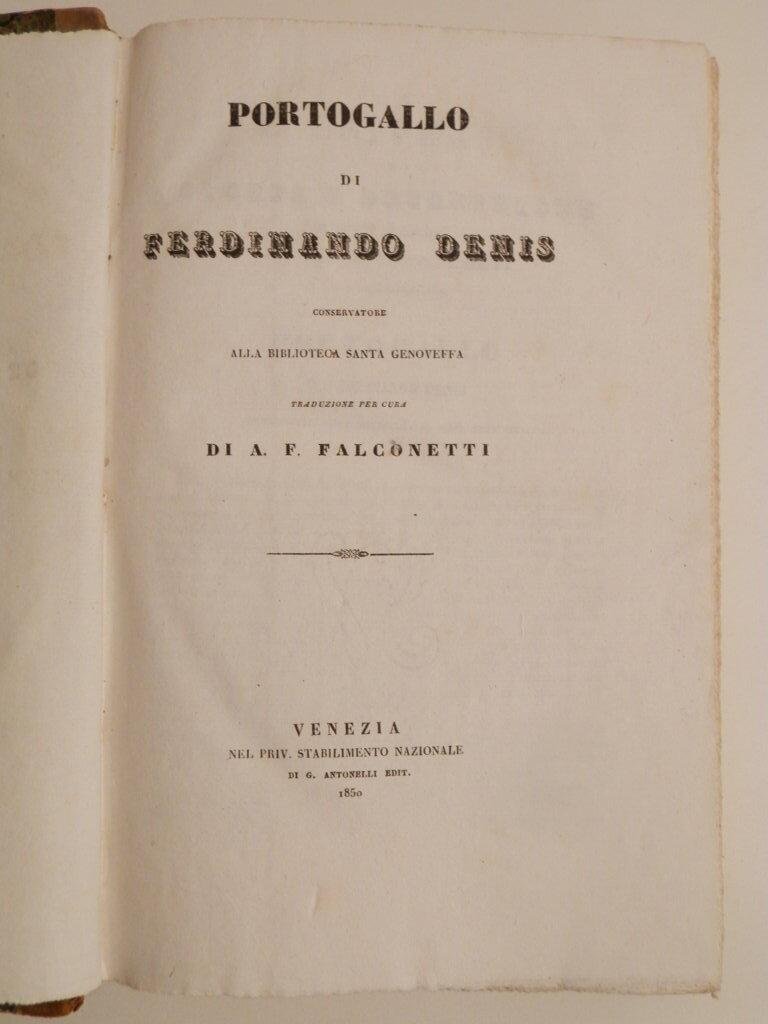 PORTOGALLO
DI
FERDINANDO DENIS
CONSERVATORE
ALLA BIBLIOTECA SANTA GENOVEFFA
TRADUZIONE PER CURA
DI A. F. FALCONETTI
VENEZIA
NEL PRIV. STABILIMENTO NAZIONALE
DI G. ANTONELLI EDIT.
1850